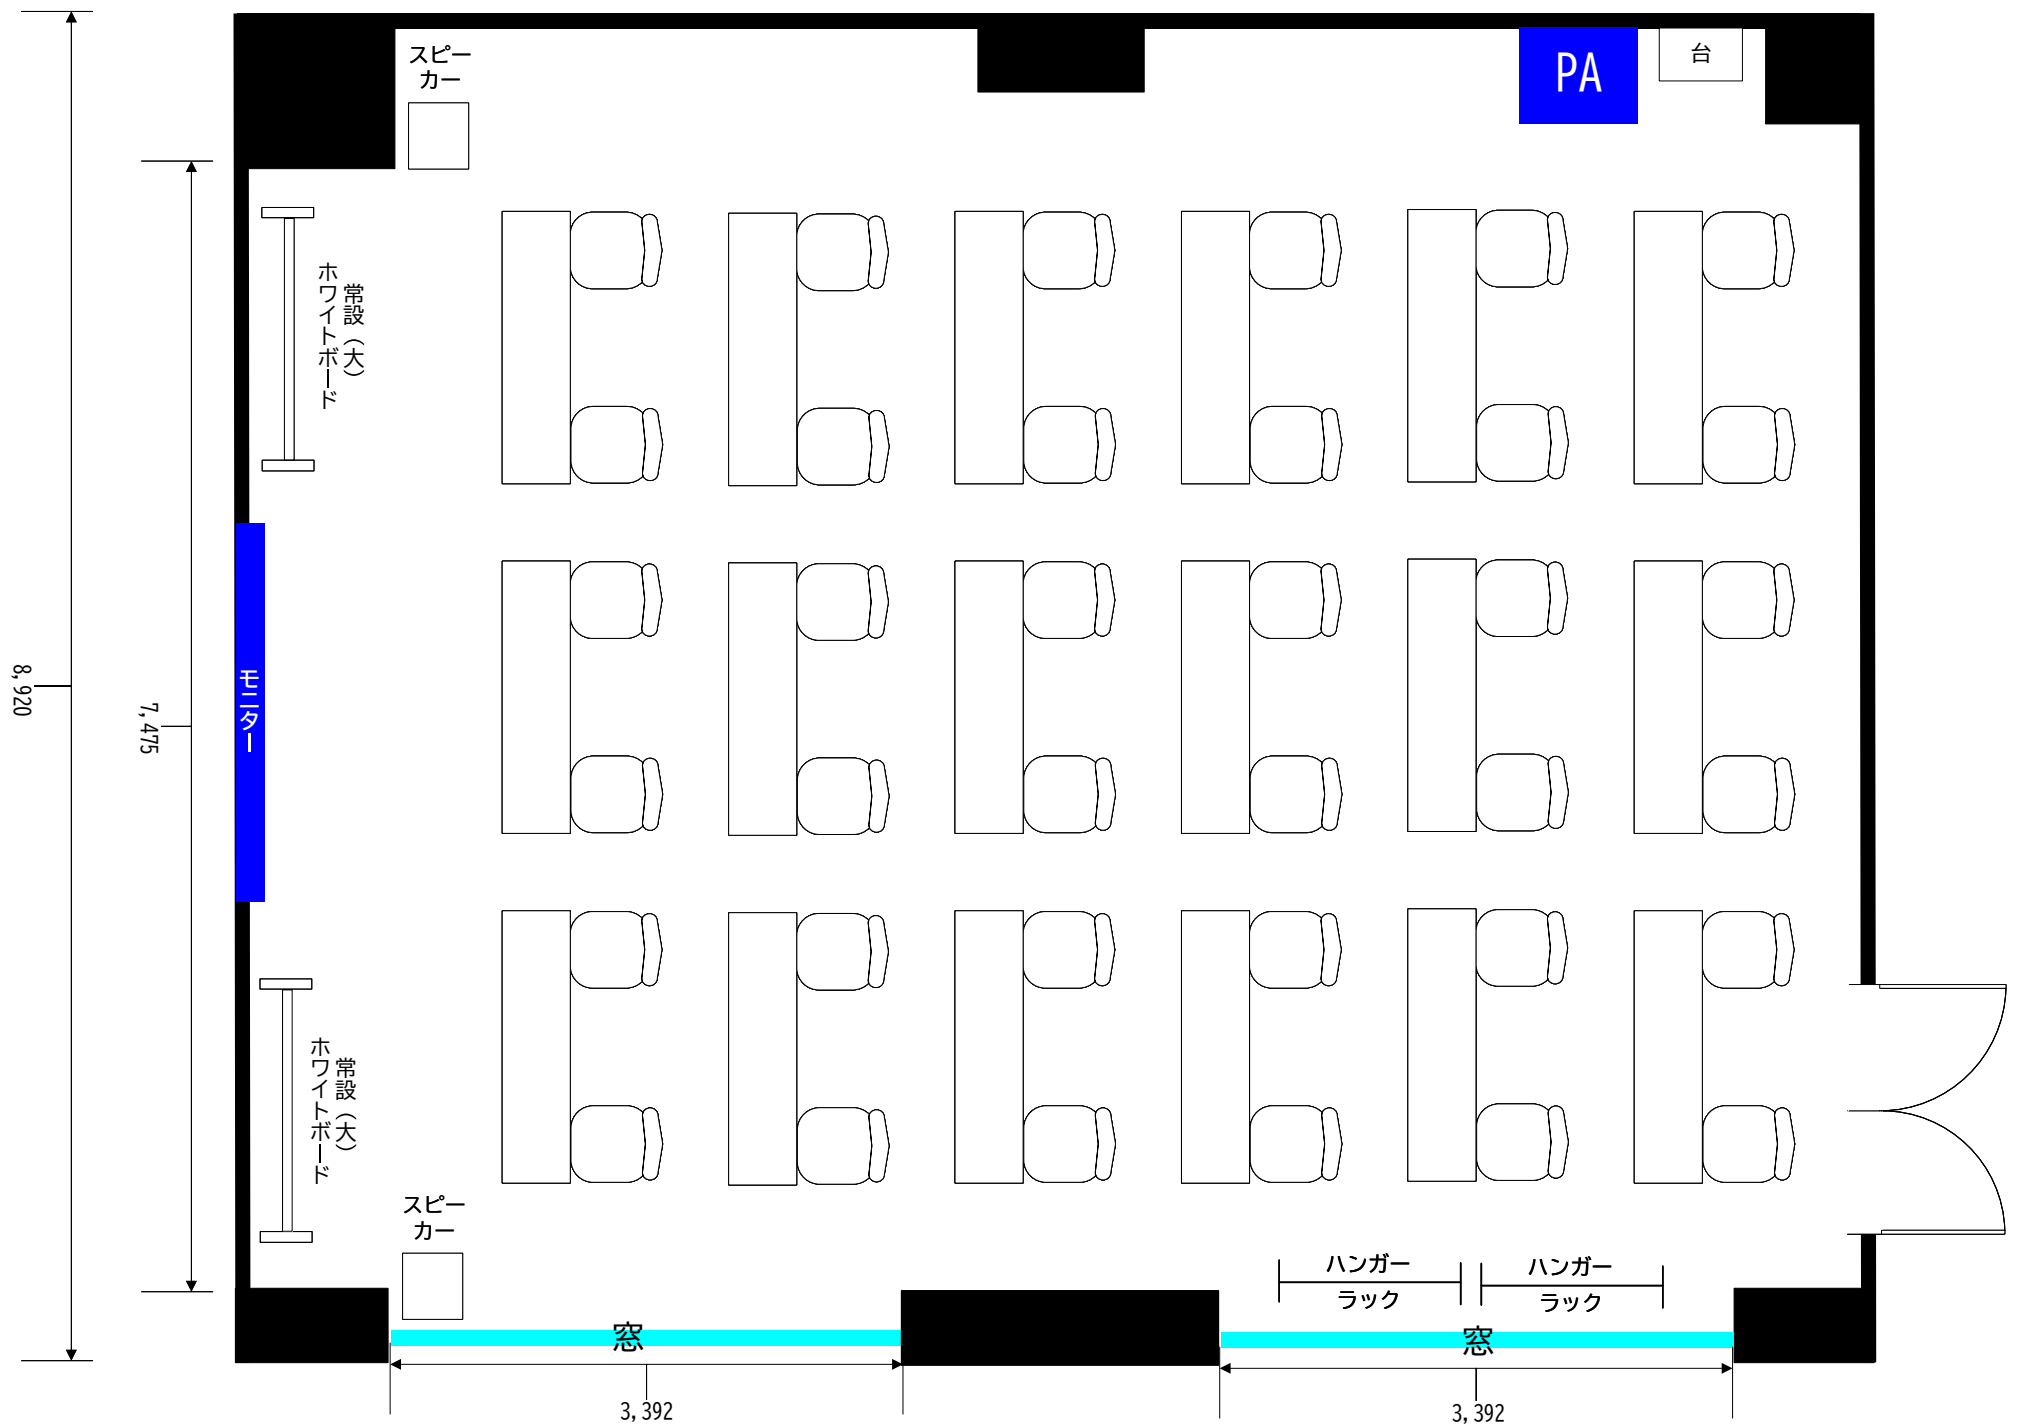 スピー
カー
PA
台
常設（大）
ホワイトボード
8,920
7,475
モニター
常設（大）
ホワイトボード
スピー
カー
ハンガー
ラック
ハンガー
ラック
窓
窓
3,392
3,392